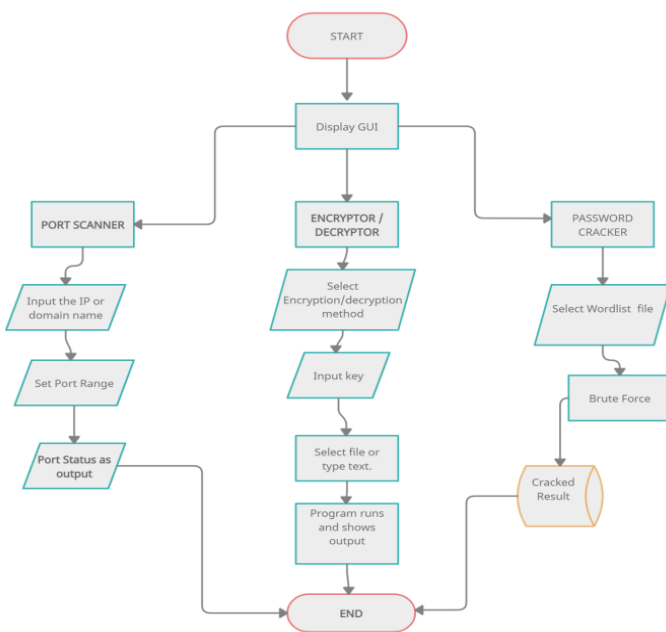 START
Display GUI
PORT SCANNER
ENCRYPTOR /
DECRYPTOR
PASSWORD
CRACKER
Input the IP or
domain name
Select
Encryption/decryption
method
Select Wordlist file
Set Port Range
Input key
Brute Force
Port Status as
output
Select file or
type text.
Cracked
Result
Program runs
and shows
output
END